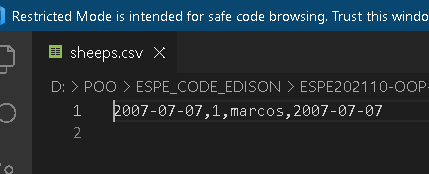 Restricted Mode is intended for safe code browsing. Trust this windo
sheeps.csv
D: > POO > ESPE_CODE_EDISON > ESPE202110-OOP-
1 2007-07-07,1,marcos,2007-07-07
2